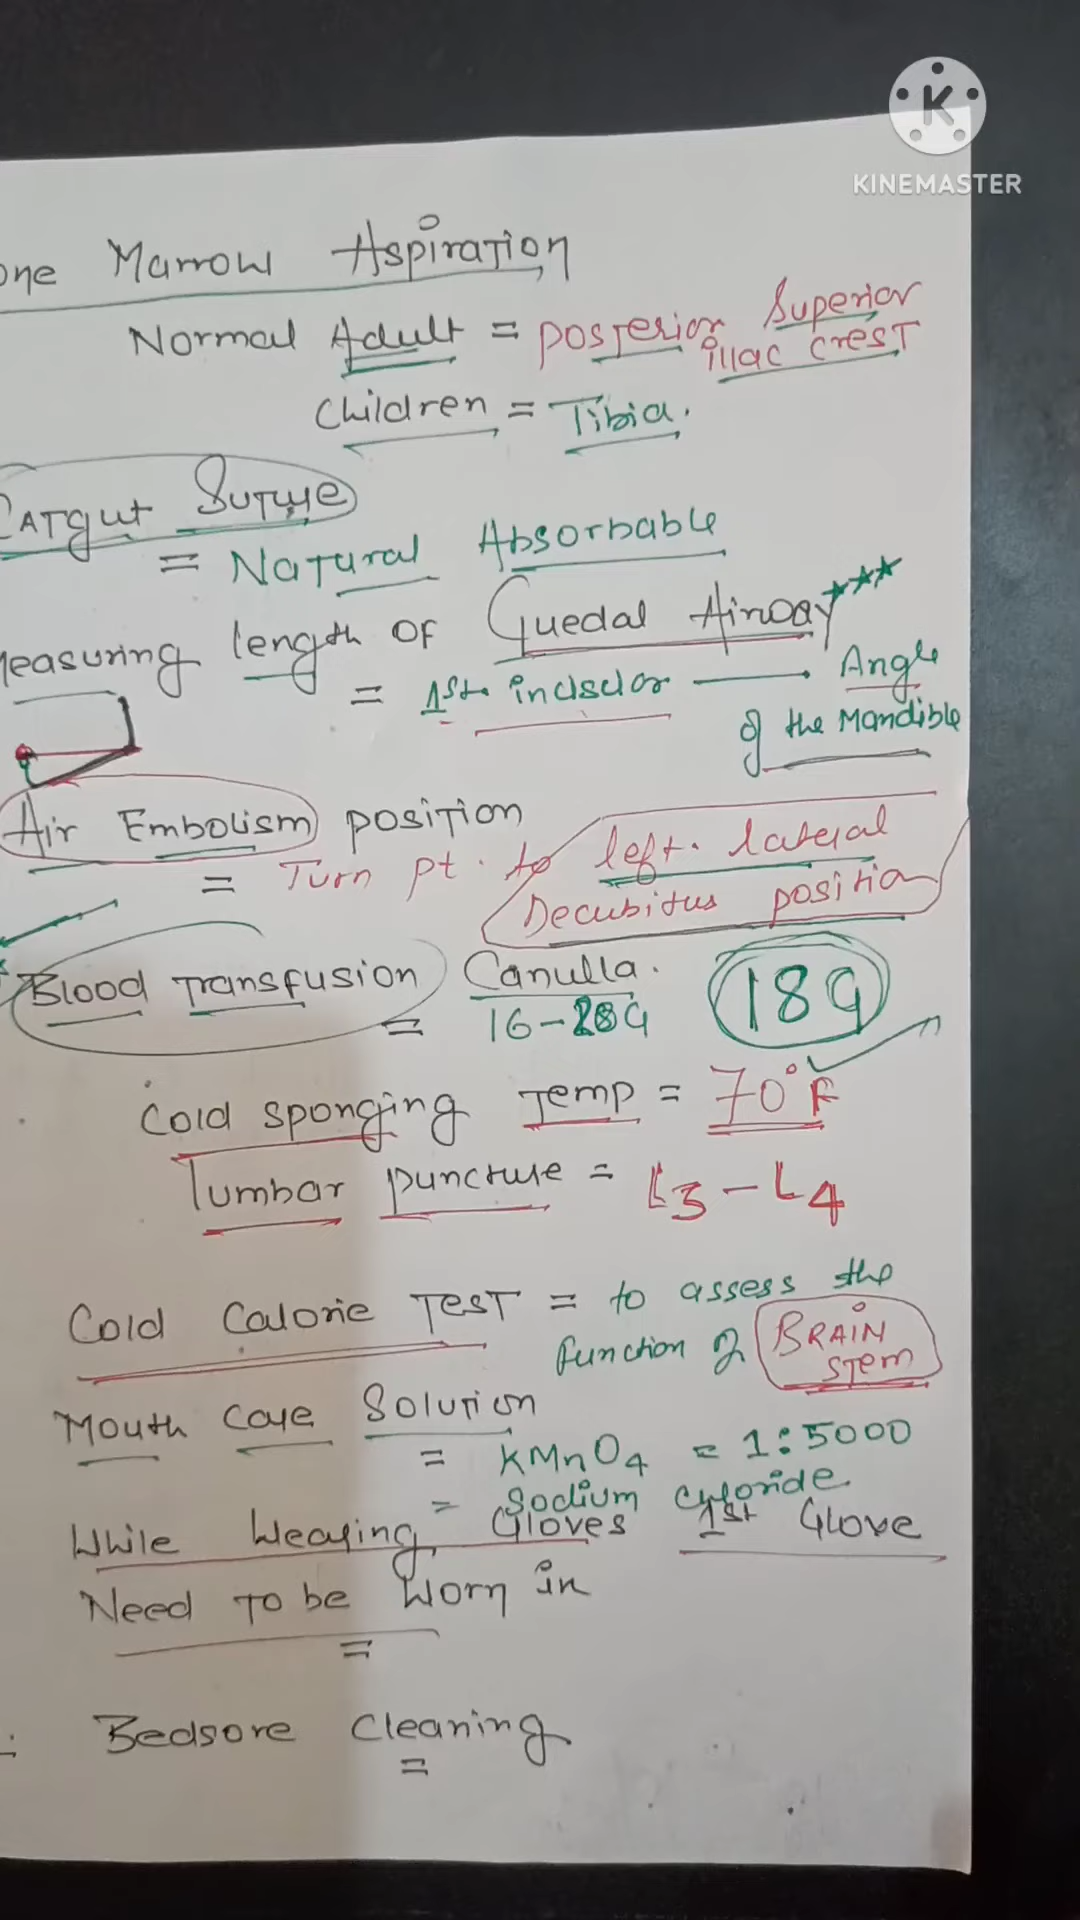 KINEMASTER
one Marrow Aspiration
Normal Adult = Posterior Superior
illac crest
Children = Tibia.
Catgut Suture
= Natural Absorbable
Measuring length of Guedal Airway
= 1st incisior — Angle
of the Mandible
Air Embolism position
= Turn pt. to left lateral
Decubitus position
Blood Transfusion Canulla.
= 16-18G 18G
Cold sponging Temp = 70°F
Lumbar puncture = L3 - L4
Cold Calorie Test = to assess the
function of BRAIN
STEM
Mouth Care Solution
= KMnO4 = 1:5000
= Sodium Chloride
While Wearing Gloves 1st Glove
Need to be Worn in
=
Bedsore Cleaning
=